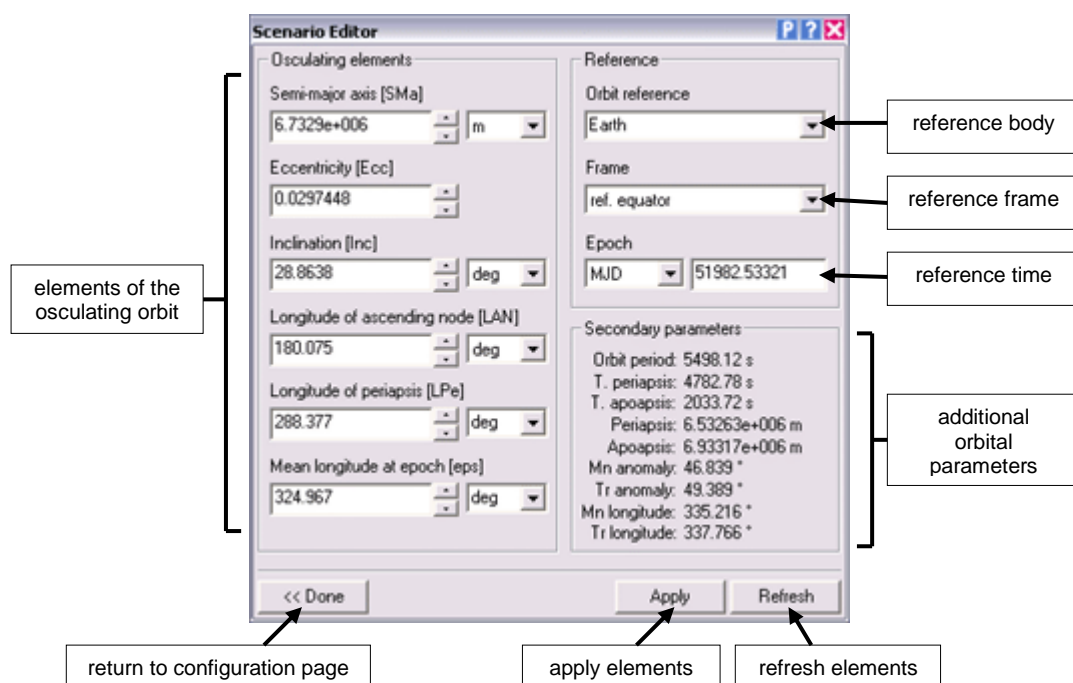 Scenario Editor
P ? X
Osculating elements
Semi-major axis [SMa]
6.7329e+006
m
Eccentricity [Ecc]
0.0297448
Inclination [Inc]
28.8638
deg
Longitude of ascending node [LAN]
180.075
deg
Longitude of periapsis [LPe]
288.377
deg
Mean longitude at epoch [eps]
324.967
deg
Reference
Orbit reference
Earth
Frame
ref. equator
Epoch
MJD
51982.53321
Secondary parameters
Orbit period: 5498.12 s
T. periapsis: 4782.78 s
T. apoapsis: 2033.72 s
Periapsis: 6.53263e+006 m
Apoapsis: 6.93317e+006 m
Mn anomaly: 46.839 °
Tr anomaly: 49.389 °
Mn longitude: 335.216 °
Tr longitude: 337.766 °
<< Done
Apply
Refresh
elements of the
osculating orbit
reference body
reference frame
reference time
additional
orbital
parameters
return to configuration page
apply elements
refresh elements